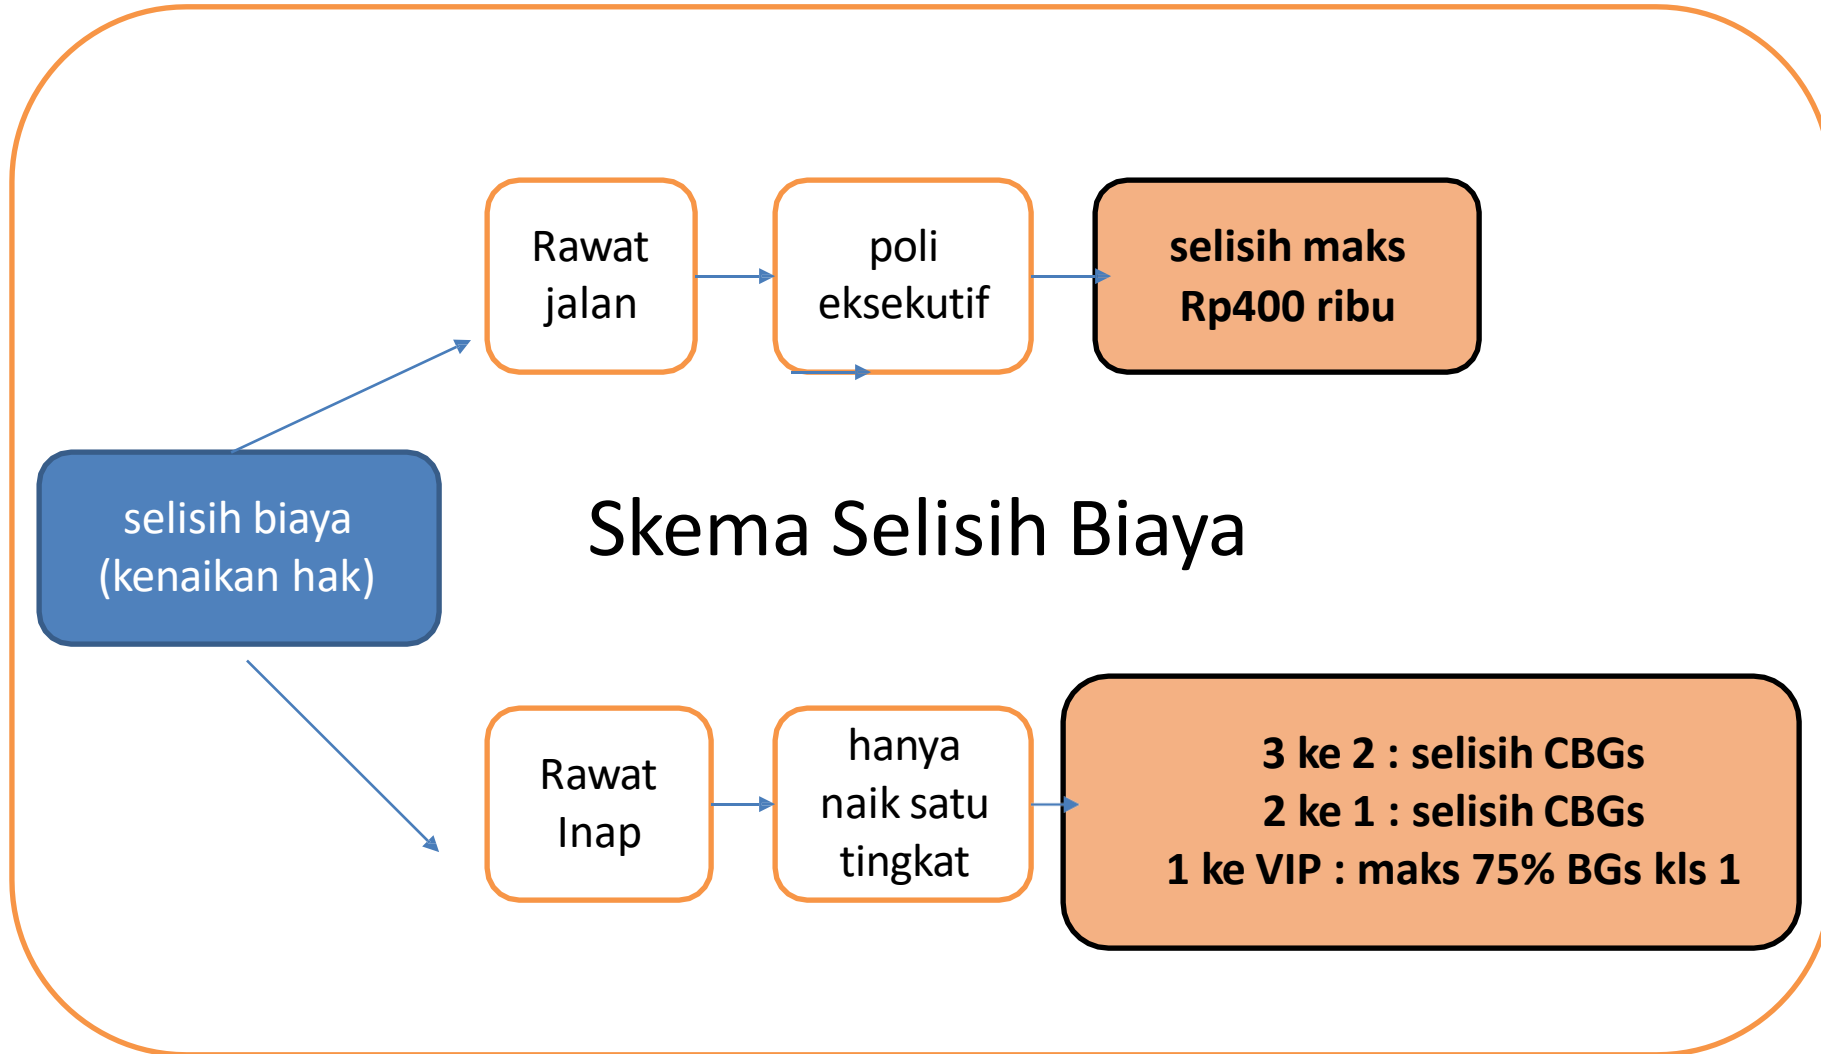 Rawat
jalan
poli
eksekutif
selisih maks
Rp400 ribu
selisih biaya
(kenaikan hak)
Skema Selisih Biaya
Rawat
Inap
hanya
naik satu
tingkat
3 ke 2 : selisih CBGs
2 ke 1 : selisih CBGs
1 ke VIP : maks 75% BGs kls 1